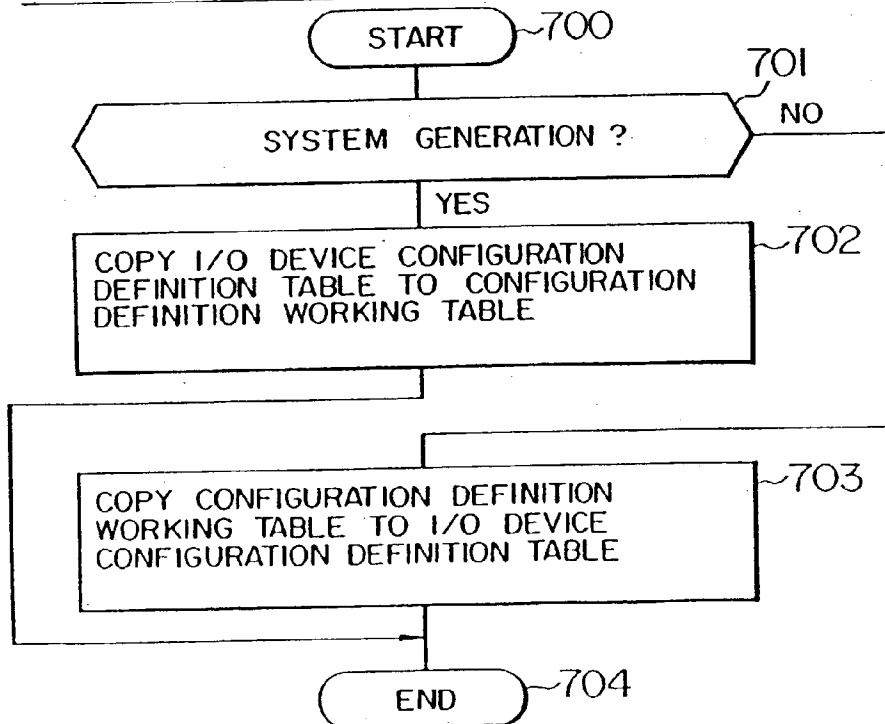 START
700
701
SYSTEM GENERATION ?
NO
YES
702
COPY I/O DEVICE CONFIGURATION
DEFINITION TABLE TO CONFIGURATION
DEFINITION WORKING TABLE
703
COPY CONFIGURATION DEFINITION
WORKING TABLE TO I/O DEVICE
CONFIGURATION DEFINITION TABLE
END
704